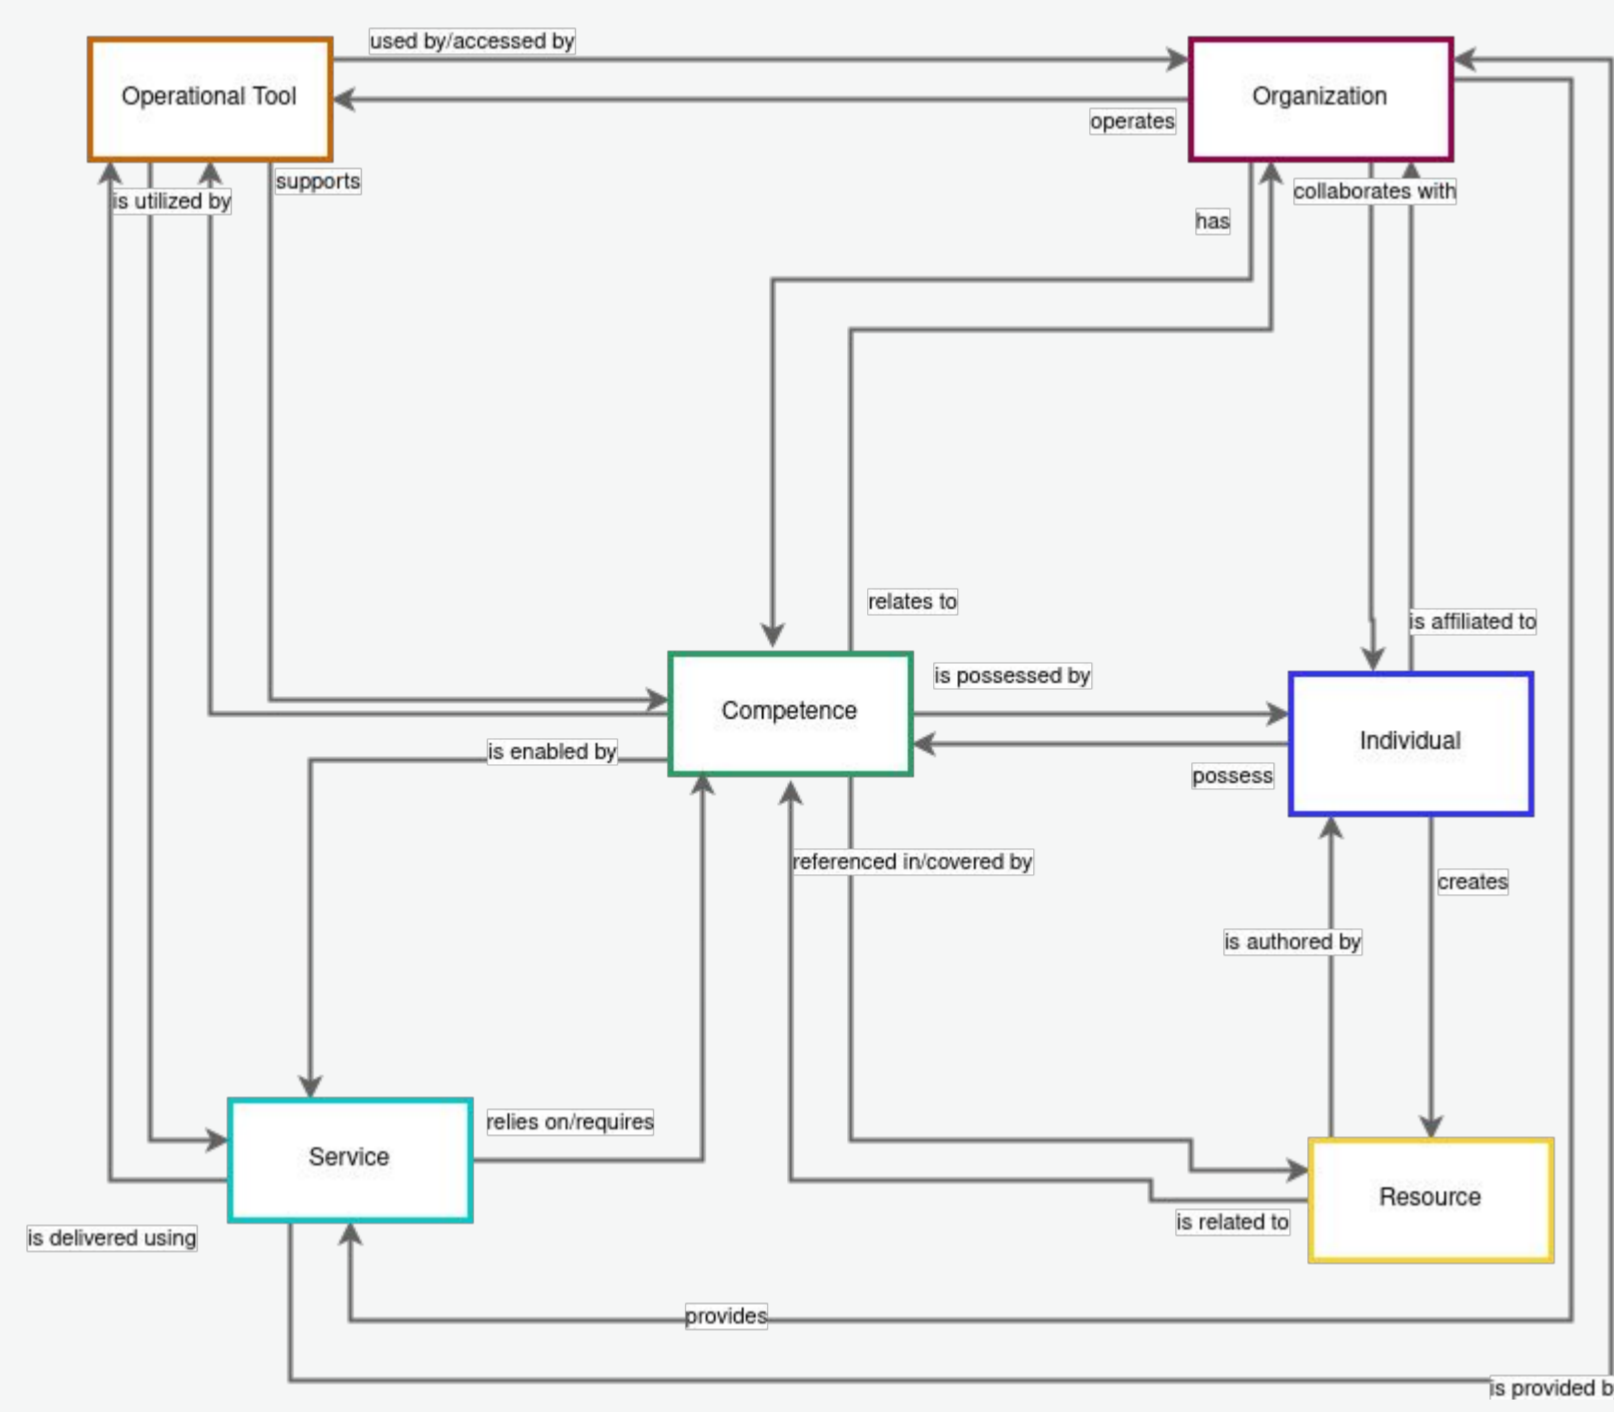 used by/accessed by
Operational Tool
Organization
operates
supports
is utilized by
collaborates with
has
relates to
is affiliated to
is possessed by
Competence
Individual
is enabled by
possess
referenced in/covered by
creates
is authored by
relies on/requires
Service
Resource
is related to
is delivered using
provides
is provided b